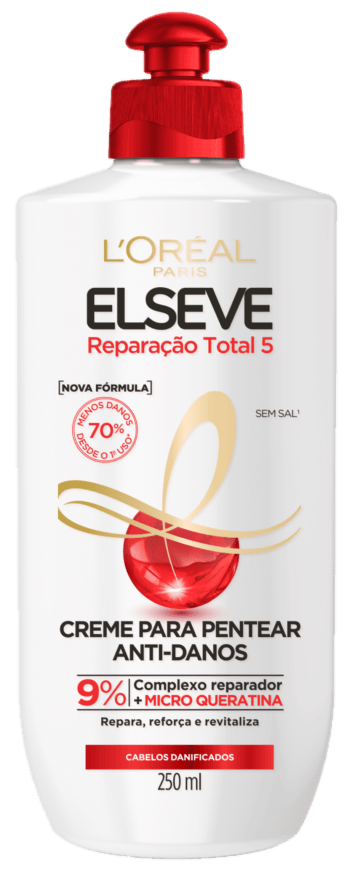 L'ORÉAL
PARIS
ELSEVE
Reparação Total 5
[NOVA FÓRMULA]
MENOS DANOS
70%
DESDE O 1º USO*
SEM SAL¹
CREME PARA PENTEAR
ANTI-DANOS
9% Complexo reparador
+ MICRO QUERATINA
Repara, reforça e revitaliza
CABELOS DANIFICADOS
250 ml